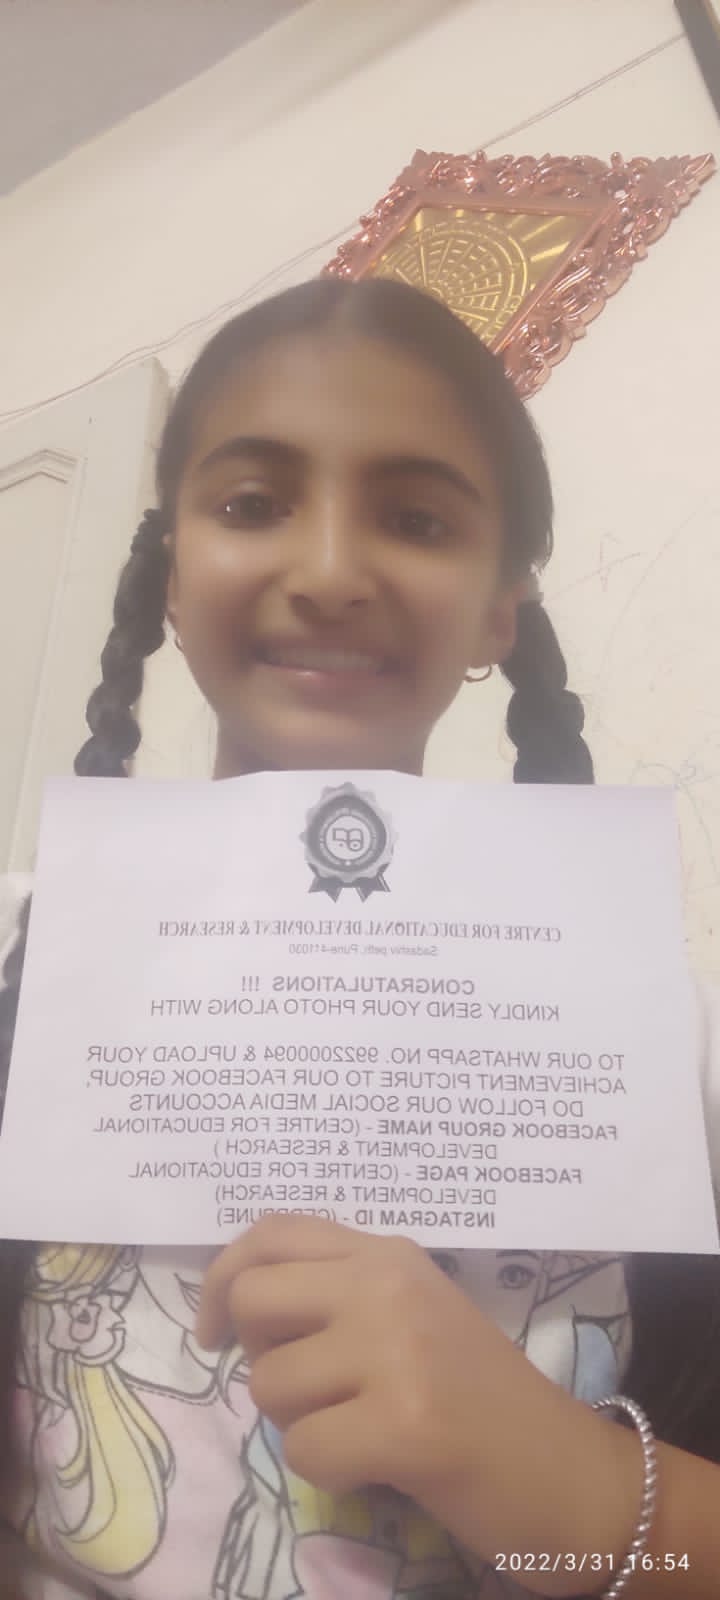 CENTRE FOR EDUCATIONAL DEVELOPMENT & RESEARCH
Sadashiv peth, Pune-411030
CONGRATULATIONS !!!
KINDLY SEND YOUR PHOTO ALONG WITH
TO OUR WHATSAPP NO. 9922000094 & UPLOAD YOUR
ACHIEVEMENT PICTURE TO OUR FACEBOOK GROUP,
DO FOLLOW OUR SOCIAL MEDIA ACCOUNTS
FACEBOOK GROUP NAME - (CENTRE FOR EDUCATIONAL
DEVELOPMENT & RESEARCH )
FACEBOOK PAGE - (CENTRE FOR EDUCATIONAL
DEVELOPMENT & RESEARCH)
INSTAGRAM ID -
2022/3/31 16:54